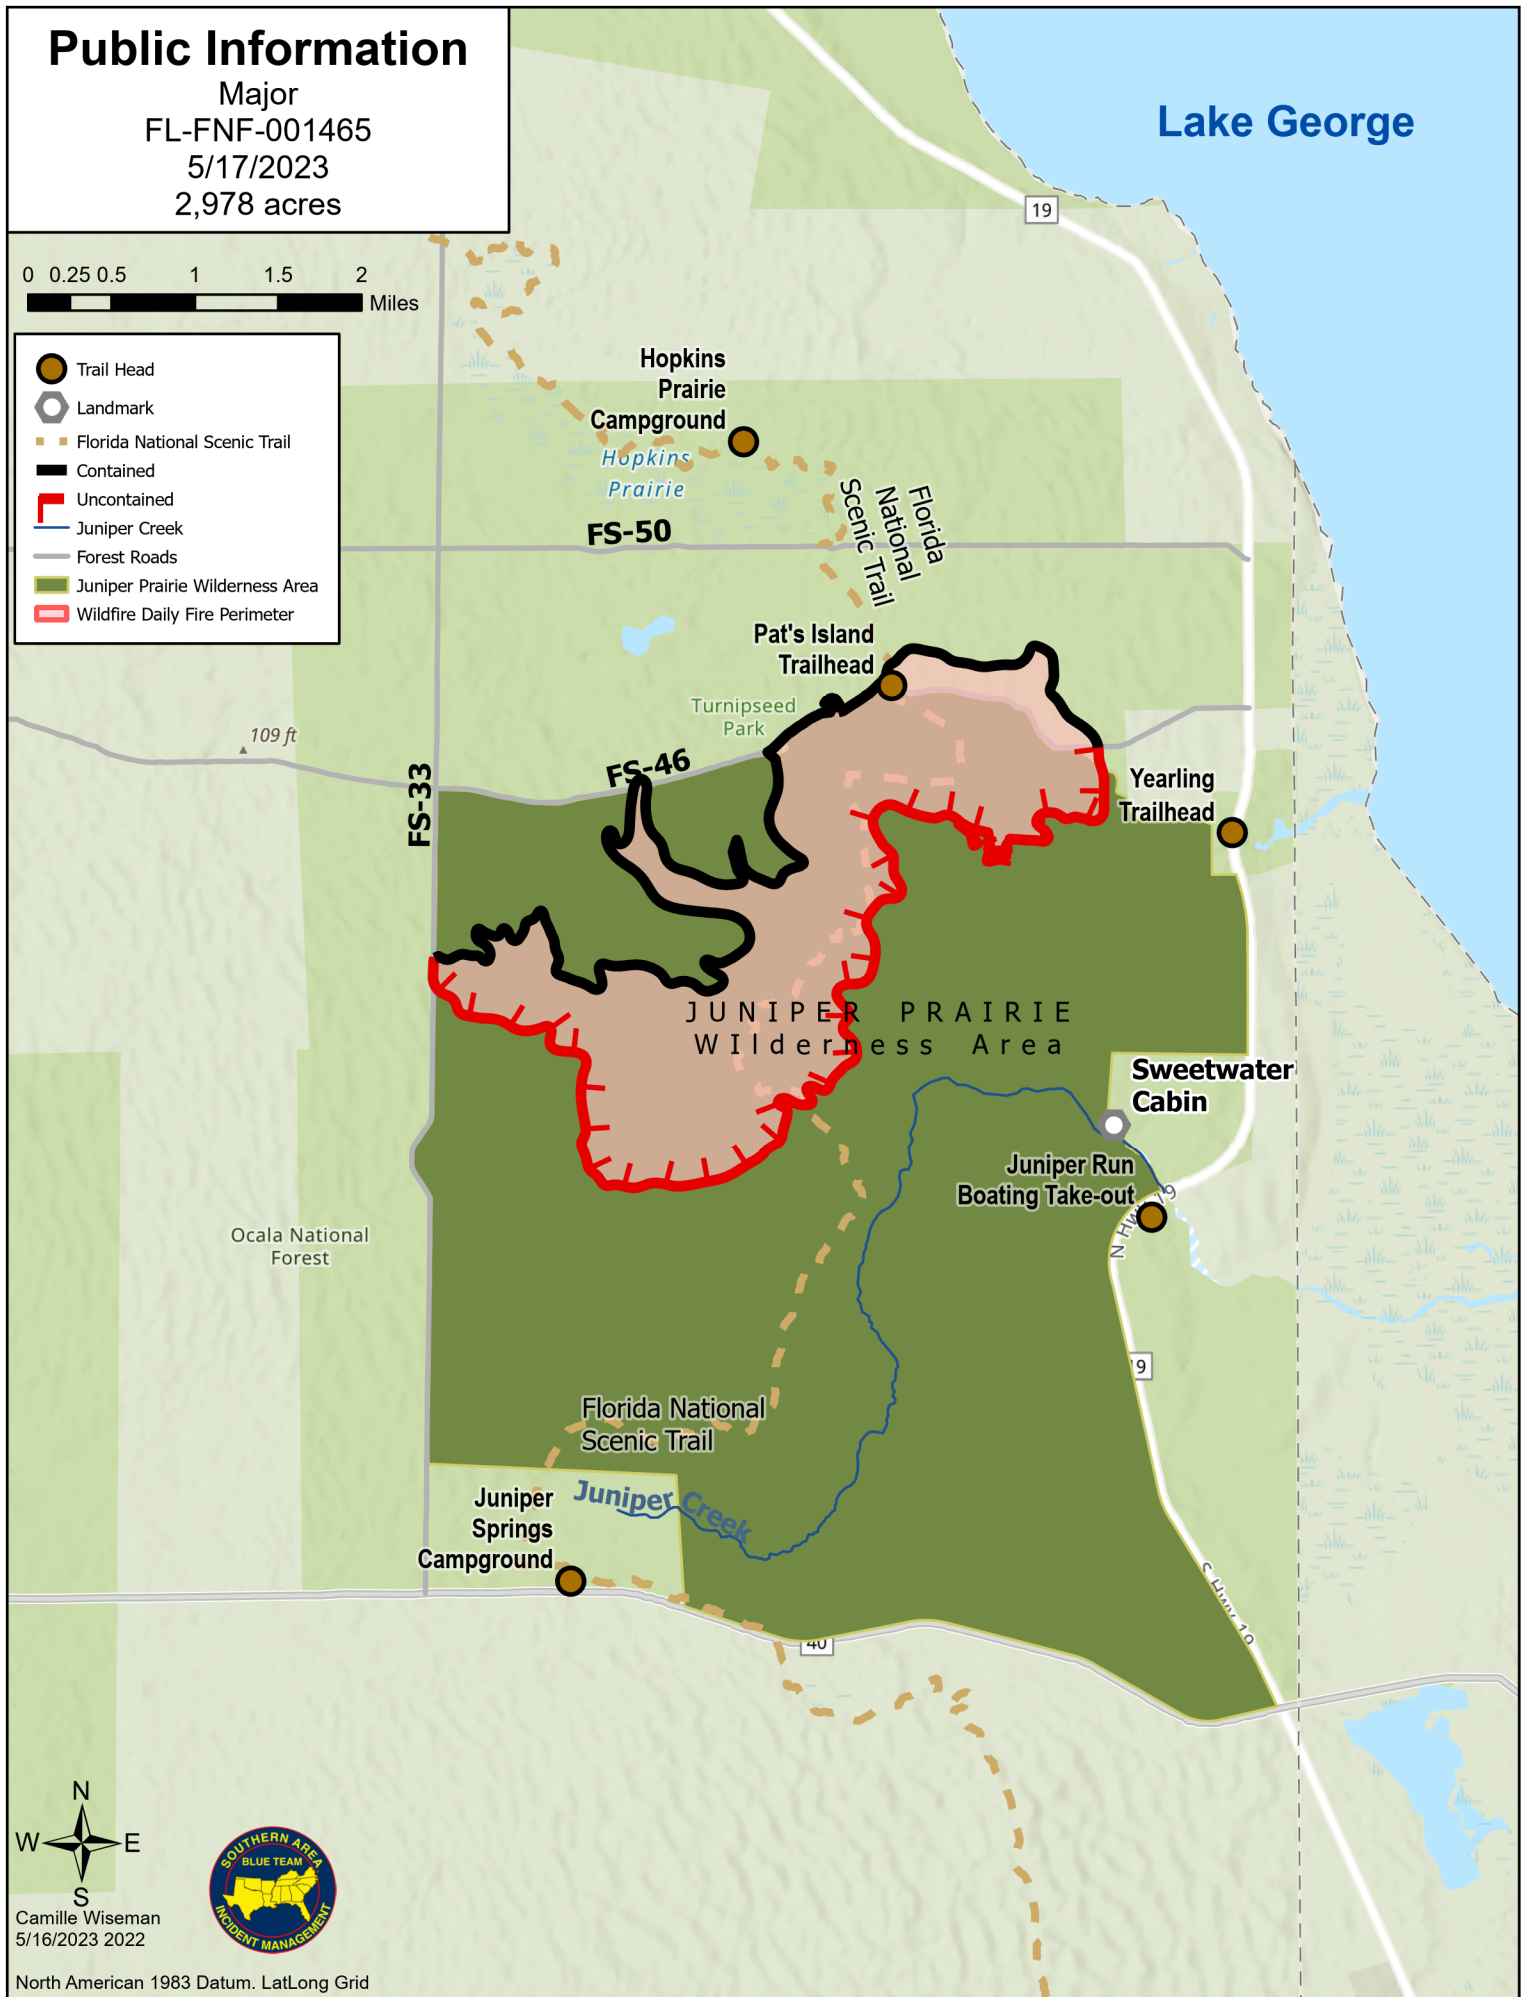 Public Information
Major
FL-FNF-001465
5/17/2023
2,978 acres
Lake George
19
0 0.25 0.5 1 1.5 2
Miles
Trail Head
Landmark
Florida National Scenic Trail
Contained
Uncontained
Juniper Creek
Forest Roads
Juniper Prairie Wilderness Area
Wildfire Daily Fire Perimeter
Hopkins
Prairie
Campground
Hopkins
Prairie
Florida
National
Scenic Trail
FS-50
Pat's Island
Trailhead
Turnipseed
Park
109 ft
FS-46
FS-33
Yearling
Trailhead
JUNIPER PRAIRIE
WIlderness Area
Sweetwater
Cabin
Juniper Run
Boating Take-out
N Hwy 19
Ocala National
Forest
19
Florida National
Scenic Trail
Juniper
Springs
Campground
Juniper Creek
S Hwy 19
40
N
W E
S
SOUTHERN AREA
BLUE TEAM
INCIDENT MANAGEMENT
Camille Wiseman
5/16/2023 2022
North American 1983 Datum. LatLong Grid